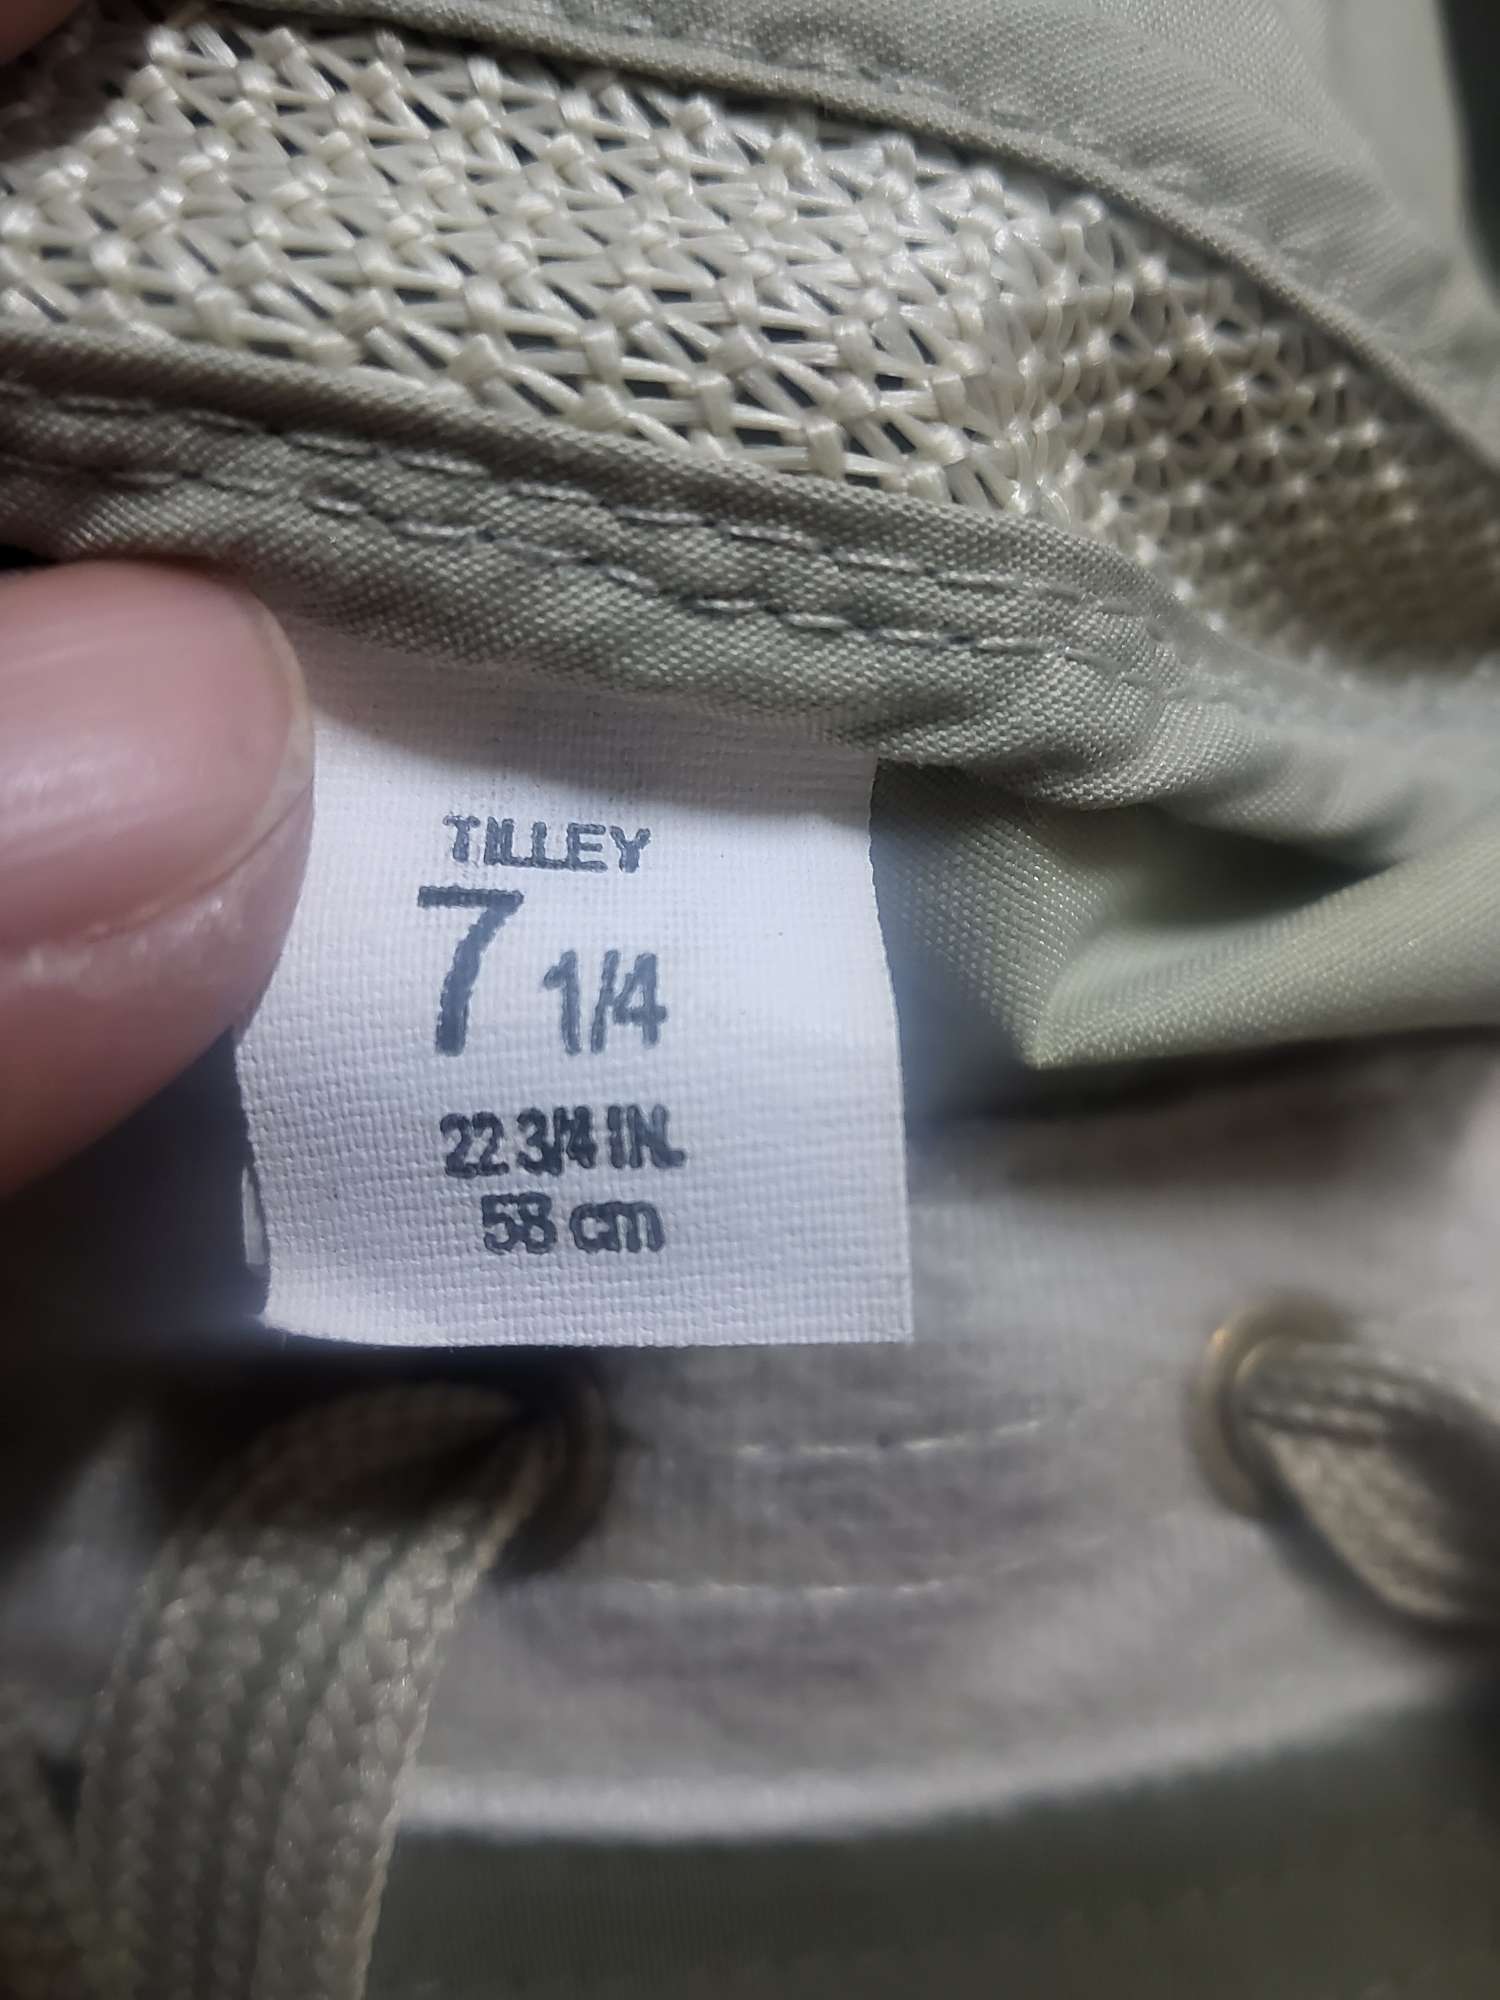 TILLEY
7 1/4
22 3/4 IN.
58 cm